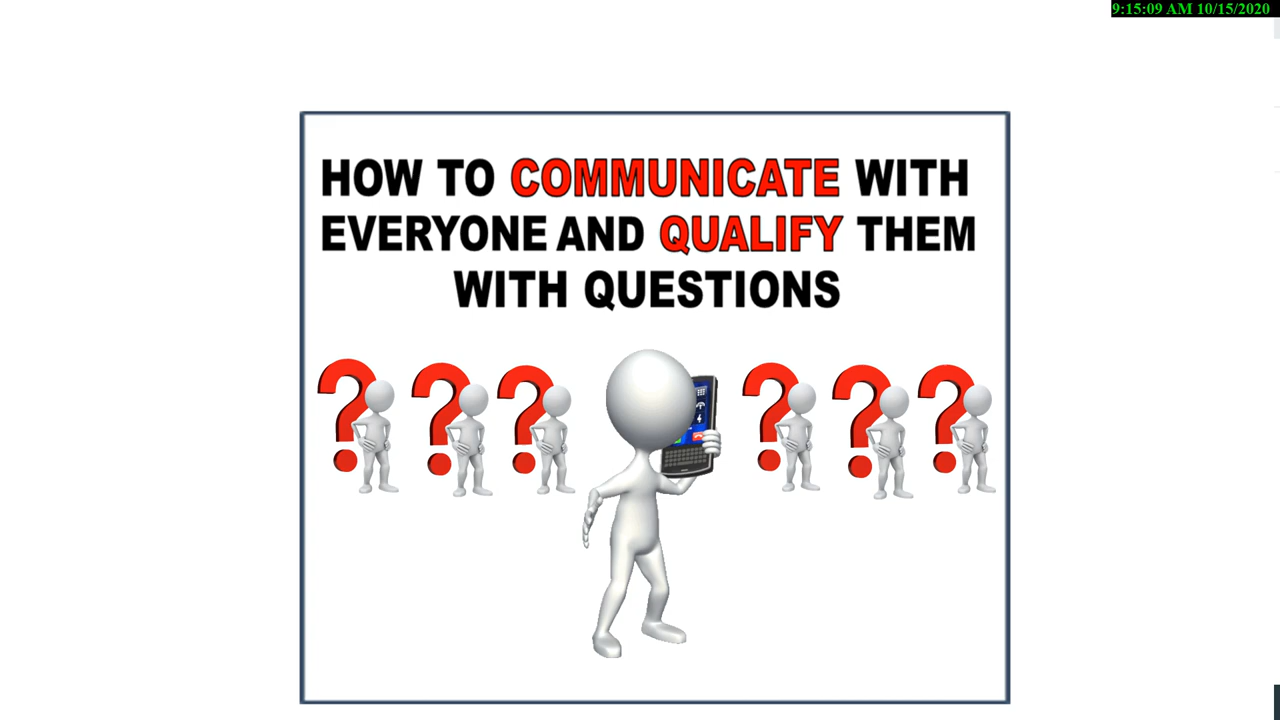 9:15:09 AM 10/15/2020
HOW TO COMMUNICATE WITH
EVERYONE AND QUALIFY THEM
WITH QUESTIONS
? ? ? ? ? ?